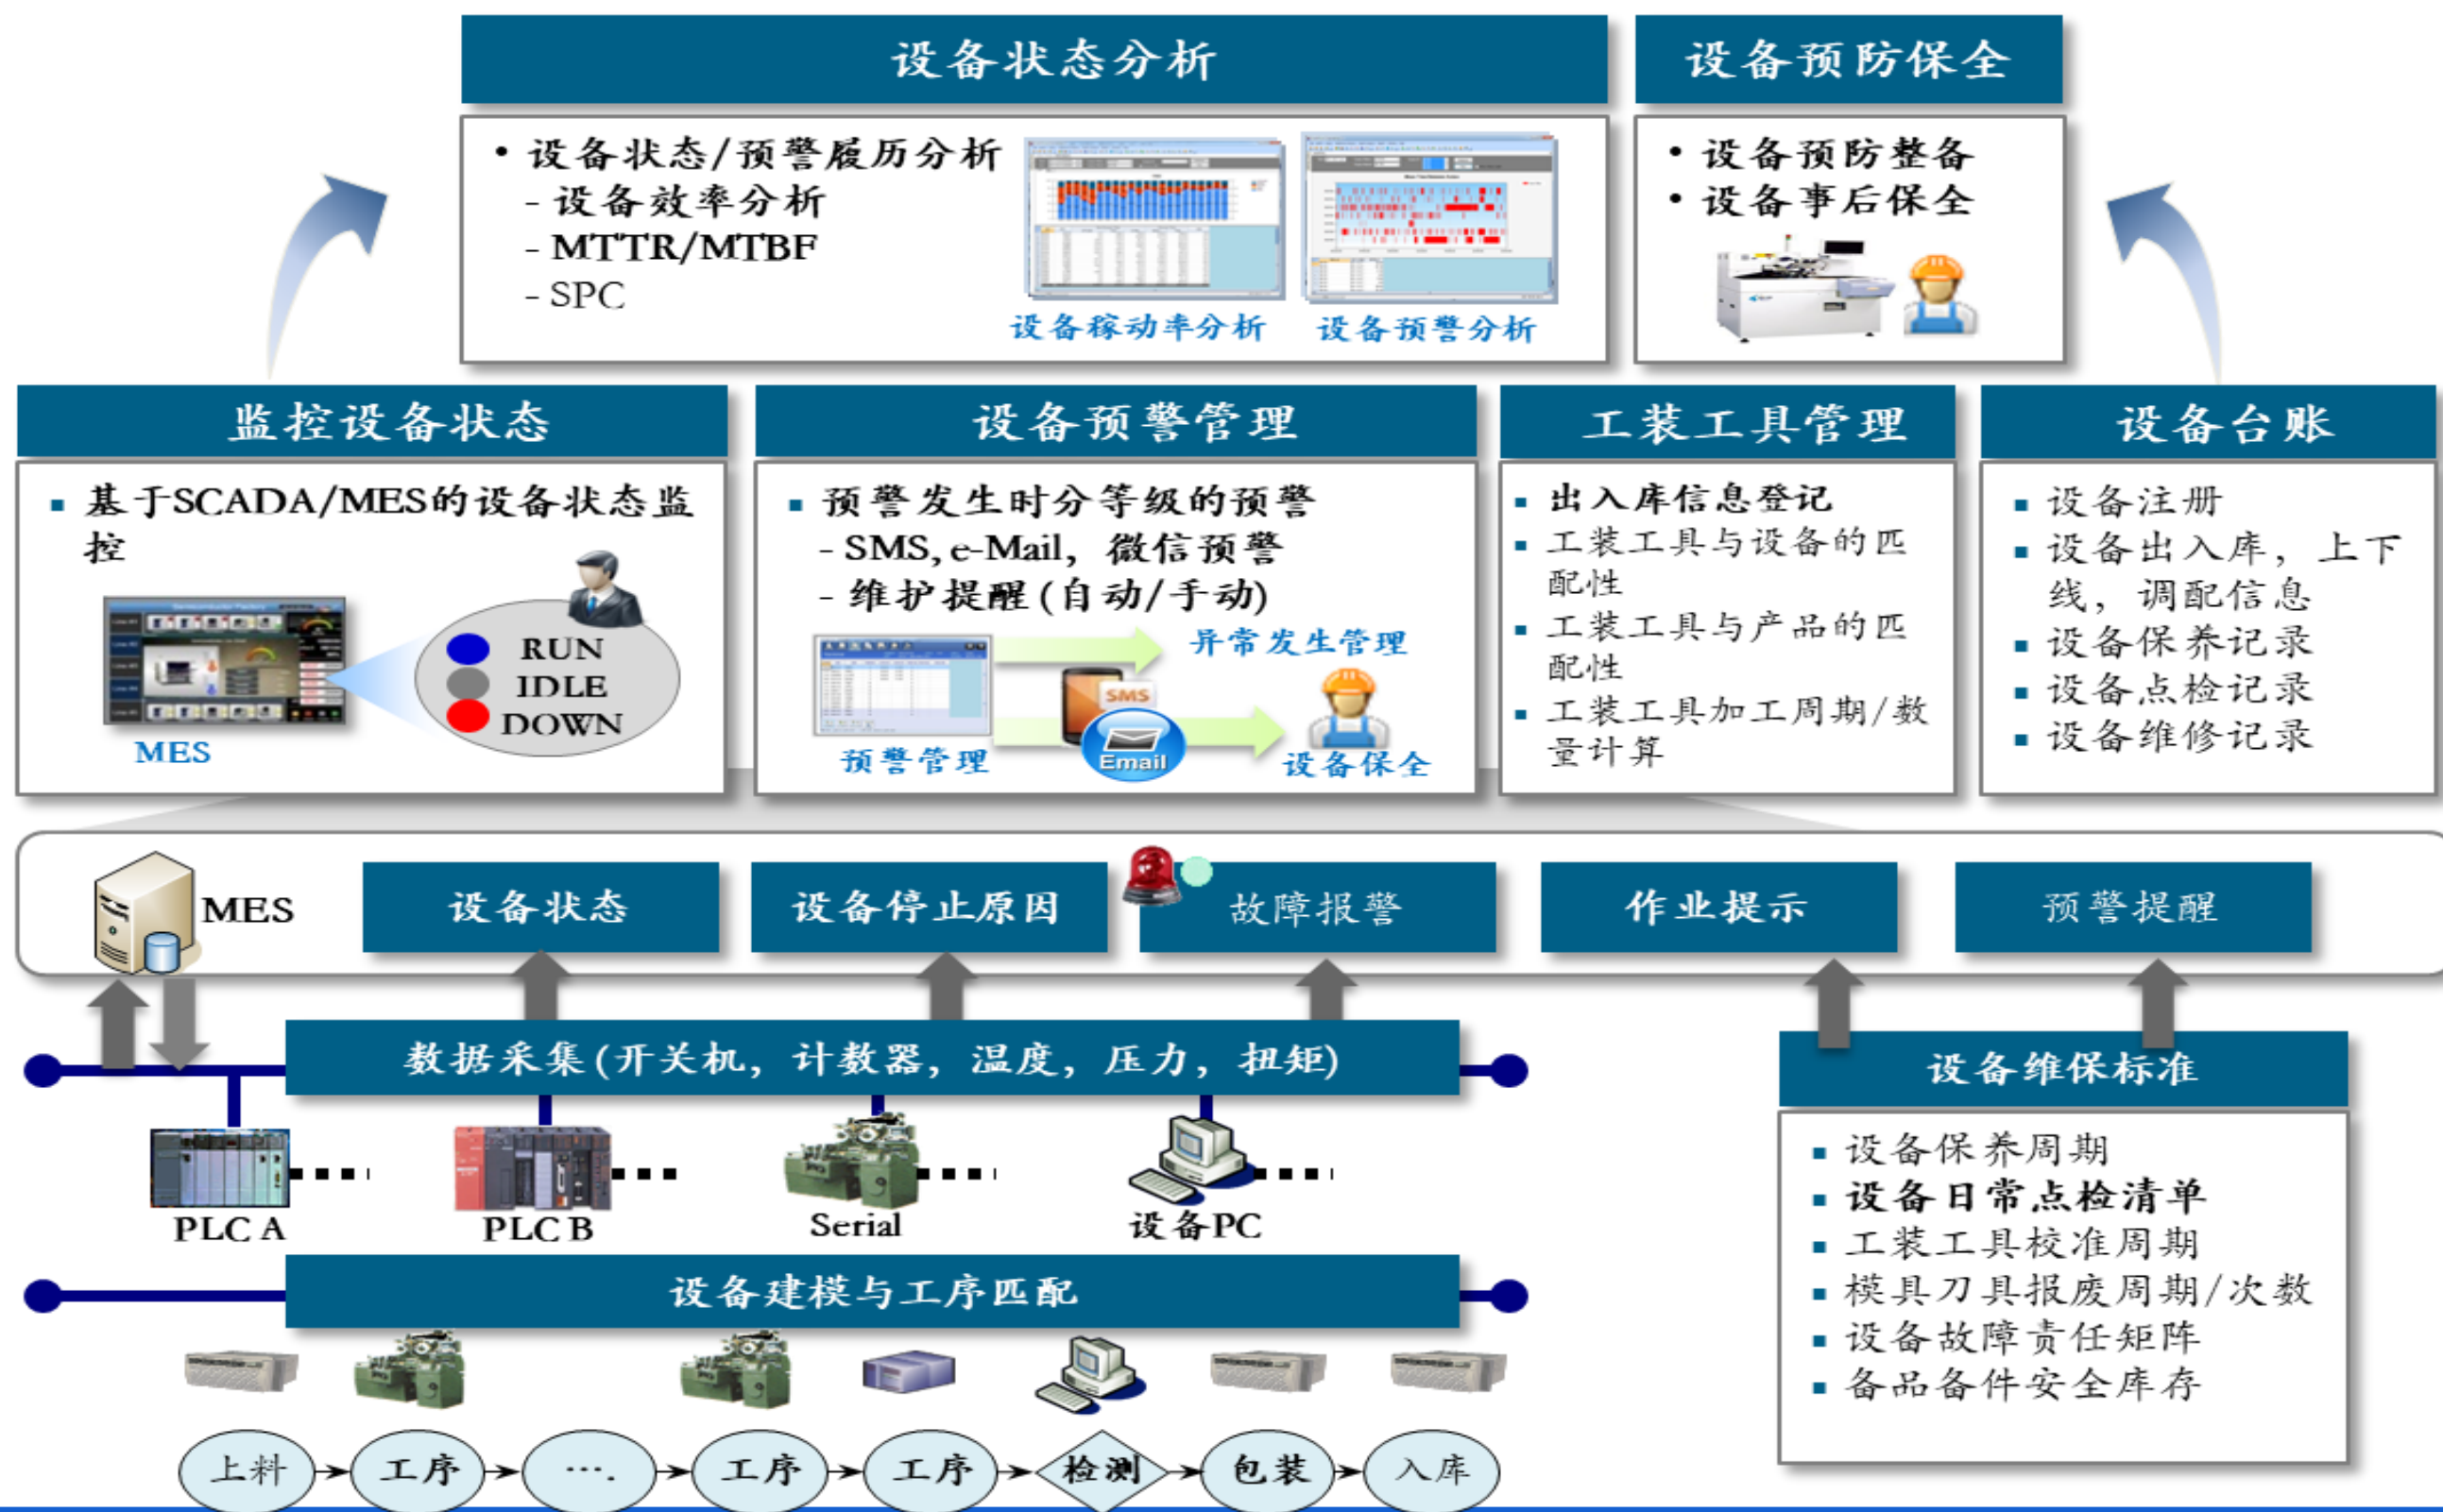 设备状态分析
设备预防保全
• 设备状态/预警履历分析
- 设备效率分析
- MTTR/MTBF
- SPC
设备稼动率分析
设备预警分析
• 设备预防整备
• 设备事后保全
监控设备状态
设备预警管理
工装工具管理
设备台账
基于SCADA/MES的设备状态监
控
RUN
IDLE
DOWN
MES
预警发生时分等级的预警
- SMS, e-Mail, 微信预警
- 维护提醒(自动/手动)
异常发生管理
SMS
Email
预警管理
设备保全
出入库信息登记
工装工具与设备的匹
配性
工装工具与产品的匹
配性
工装工具加工周期/数
量计算
设备注册
设备出入库，上下
线，调配信息
设备保养记录
设备点检记录
设备维修记录
MES
设备状态
设备停止原因
故障报警
作业提示
预警提醒
数据采集(开关机，计数器，温度，压力，扭矩)
PLC A
PLC B
Serial
设备PC
设备建模与工序匹配
上料
工序
….
工序
工序
检测
包装
入库
设备维保标准
设备保养周期
设备日常点检清单
工装工具校准周期
模具刀具报废周期/次数
设备故障责任矩阵
备品备件安全库存